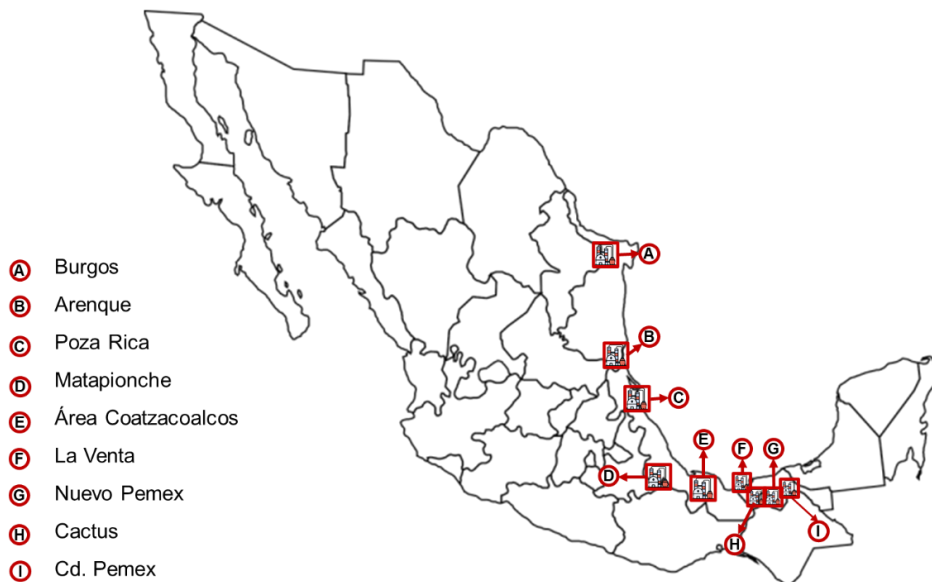 A Burgos
B Arenque
C Poza Rica
D Matapionche
E Área Coatzacoalcos
F La Venta
G Nuevo Pemex
H Cactus
I Cd. Pemex
A
B
C
E
F
G
D
I
H